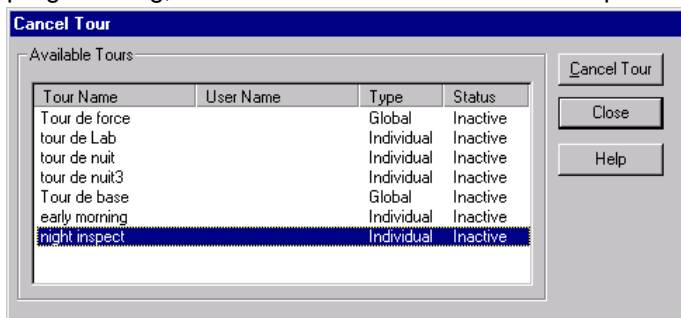 Cancel Tour
Available Tours
Cancel Tour
Close
Help
Tour Name User Name Type Status
Tour de force Global Inactive
tour de Lab Individual Inactive
tour de nuit Individual Inactive
tour de nuit3 Individual Inactive
Tour de base Global Inactive
early morning Individual Inactive
night inspect Individual Inactive